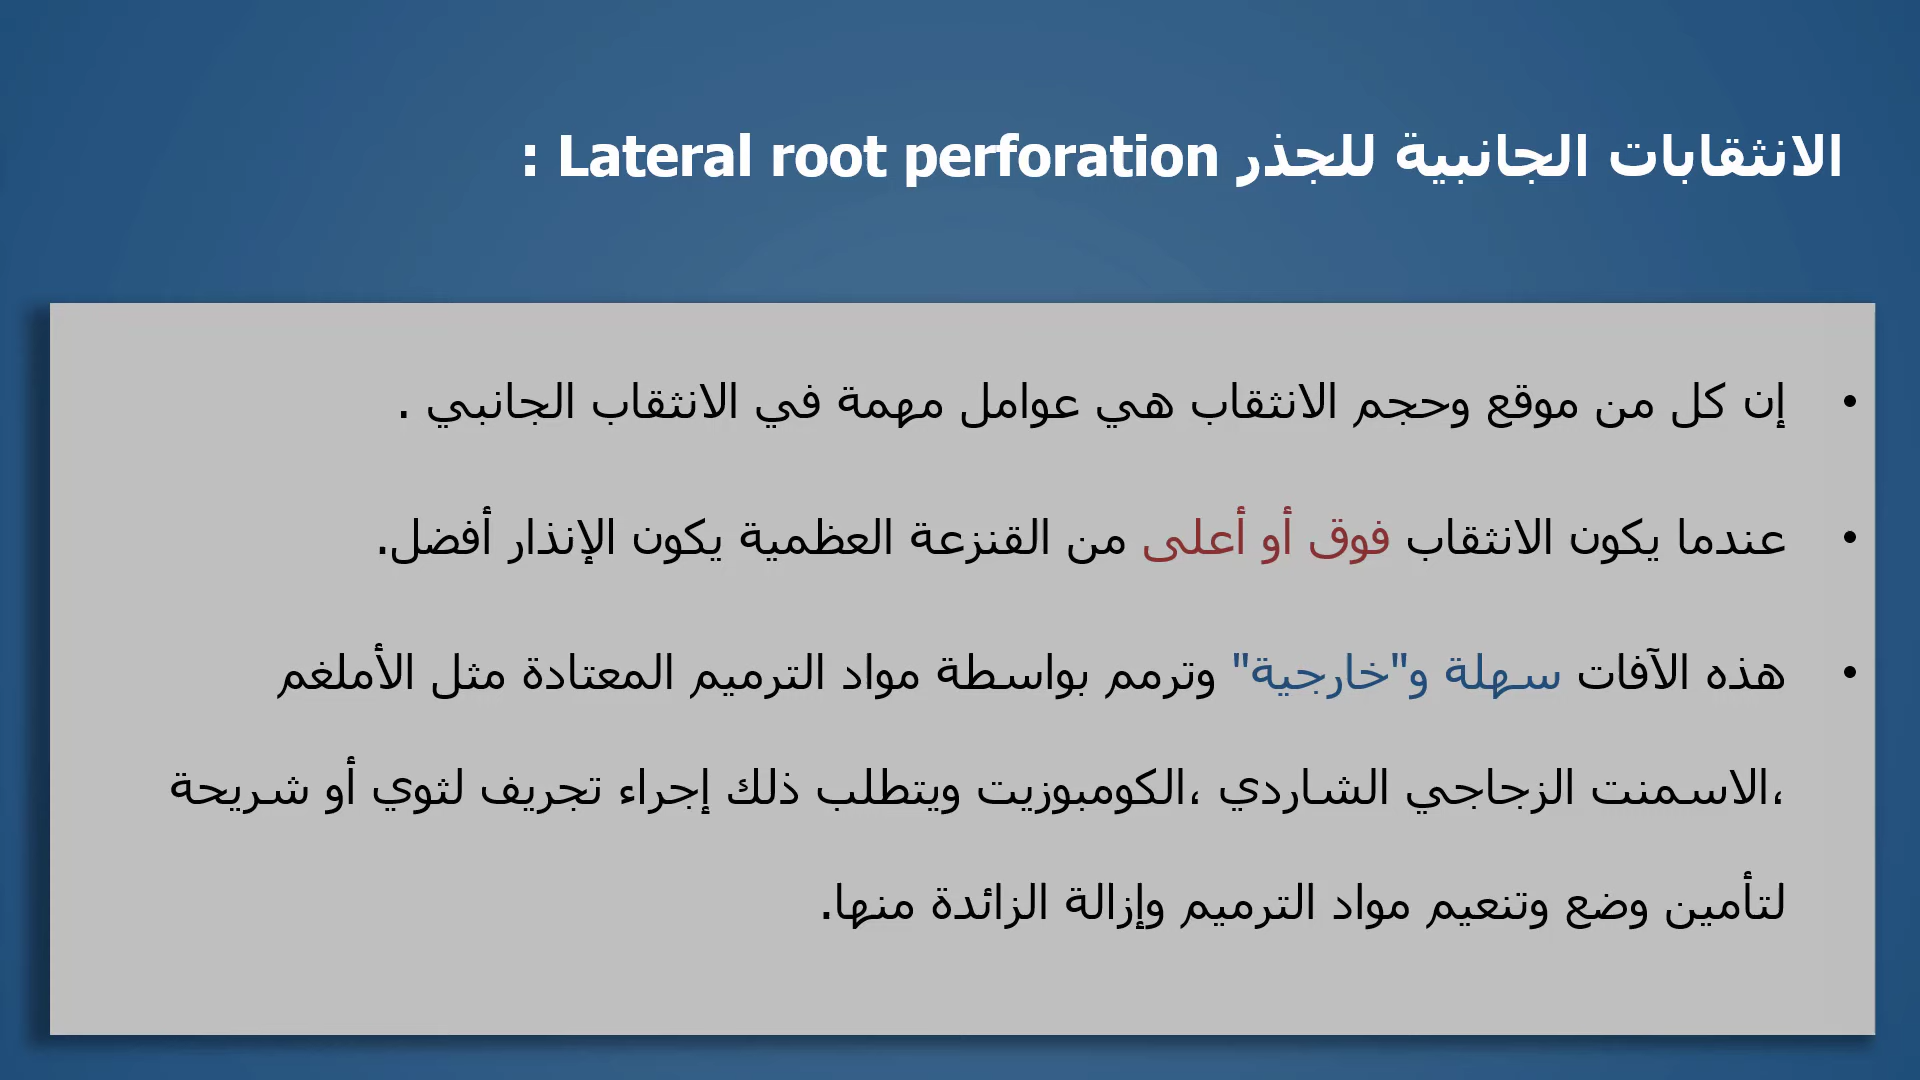 الانثقابات الجانبية للجذر Lateral root perforation :
• إن كل من موقع وحجم الانثقاب هي عوامل مهمة في الانثقاب الجانبي .
• عندما يكون الانثقاب فوق أو أعلى من القنزعة العظمية يكون الإنذار أفضل.
• هذه الآفات سهلة و"خارجية" وترمم بواسطة مواد الترميم المعتادة مثل الأملغم
،الاسمنت الزجاجي الشاردي ،الكومبوزيت ويتطلب ذلك إجراء تجريف لثوي أو شريحة
لتأمين وضع وتنعيم مواد الترميم وإزالة الزائدة منها.